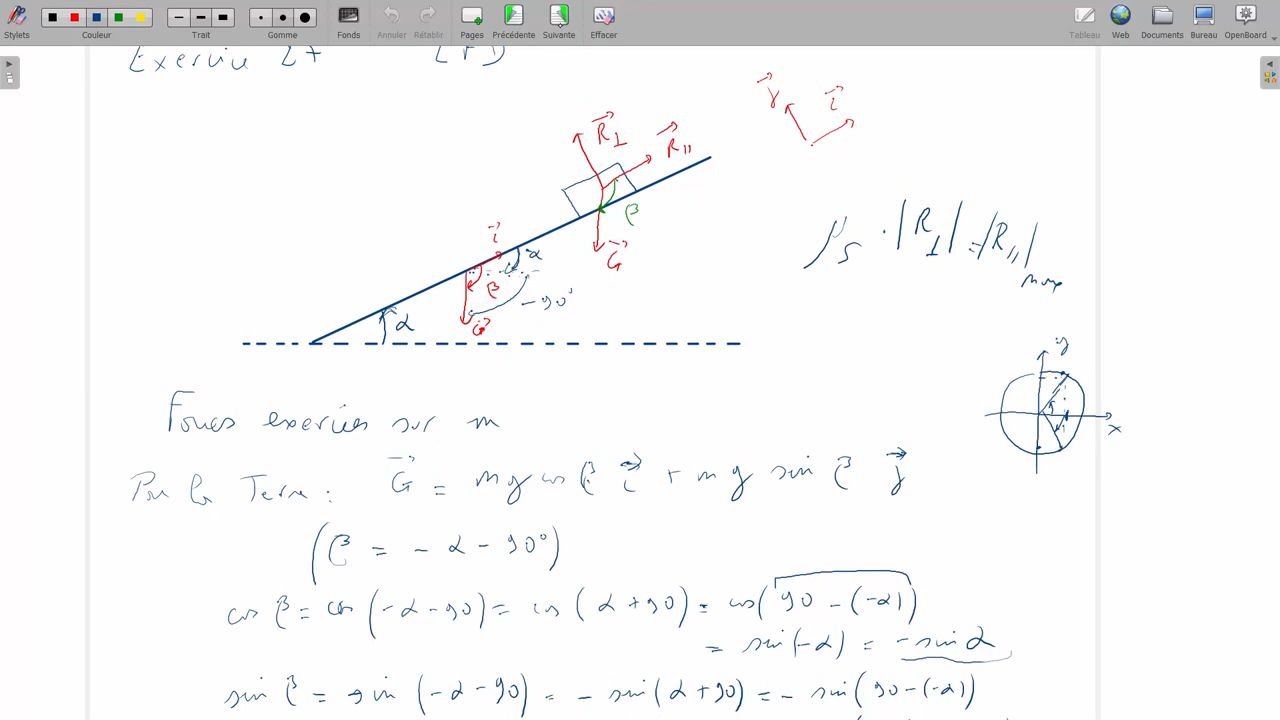 Stylets Couleur Trait Gomme Fonds Annuler Rétablir Pages Précédente Suivante Effacer Tableau Web Documents Bureau OpenBoard
Exercice 27
R⊥
R||
j
i
β
G
i
α
β
-90°
G
α
μs · |R⊥| = |R||| max
y
x
Forces exercées sur m
Par la Terre : G = mg cos β i + mg sin β j
(β = - α - 90°)
cos β = cos (-α-90) = cos (α+90) = cos(90 - (-α))
= sin(-α) = - sin α
sin β = sin (-α-90) = - sin(α+90) = - sin(90-(-α))